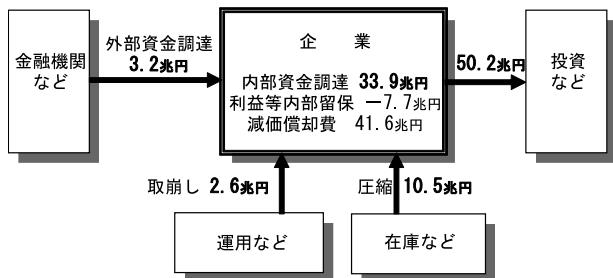 外部資金調達
3.2兆円
金融機関
など
企　　業
内部資金調達 33.9兆円
利益等内部留保 －7.7兆円
減価償却費 41.6兆円
50.2兆円
投資
など
取崩し 2.6兆円
圧縮 10.5兆円
運用など
在庫など